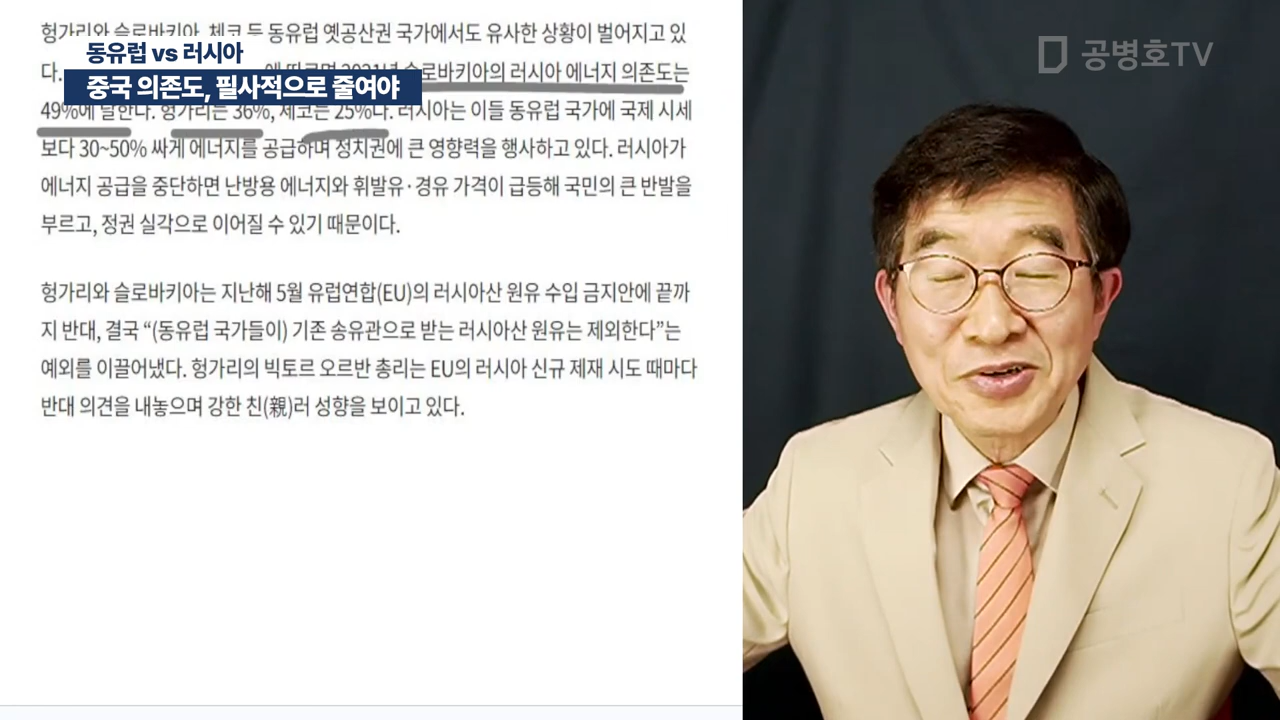 헝가리와 슬로바키아, 체코 등 동유럽 옛공산권 국가에서도 유사한 상황이 벌어지고 있
동유럽 vs 러시아
다. 에 따르면 2021년 슬로바키아의 러시아 에너지 의존도는
중국 의존도, 필사적으로 줄여야
49%에 달한다. 헝가리는 36%, 체코는 25%다. 러시아는 이들 동유럽 국가에 국제 시세
보다 30~50% 싸게 에너지를 공급하며 정치권에 큰 영향력을 행사하고 있다. 러시아가
에너지 공급을 중단하면 난방용 에너지와 휘발유·경유 가격이 급등해 국민의 큰 반발을
부르고, 정권 실각으로 이어질 수 있기 때문이다.
헝가리와 슬로바키아는 지난해 5월 유럽연합(EU)의 러시아산 원유 수입 금지안에 끝까
지 반대, 결국 “(동유럽 국가들이) 기존 송유관으로 받는 러시아산 원유는 제외한다”는
예외를 이끌어냈다. 헝가리의 빅토르 오르반 총리는 EU의 러시아 신규 제재 시도 때마다
반대 의견을 내놓으며 강한 친(親)러 성향을 보이고 있다.
공병호TV